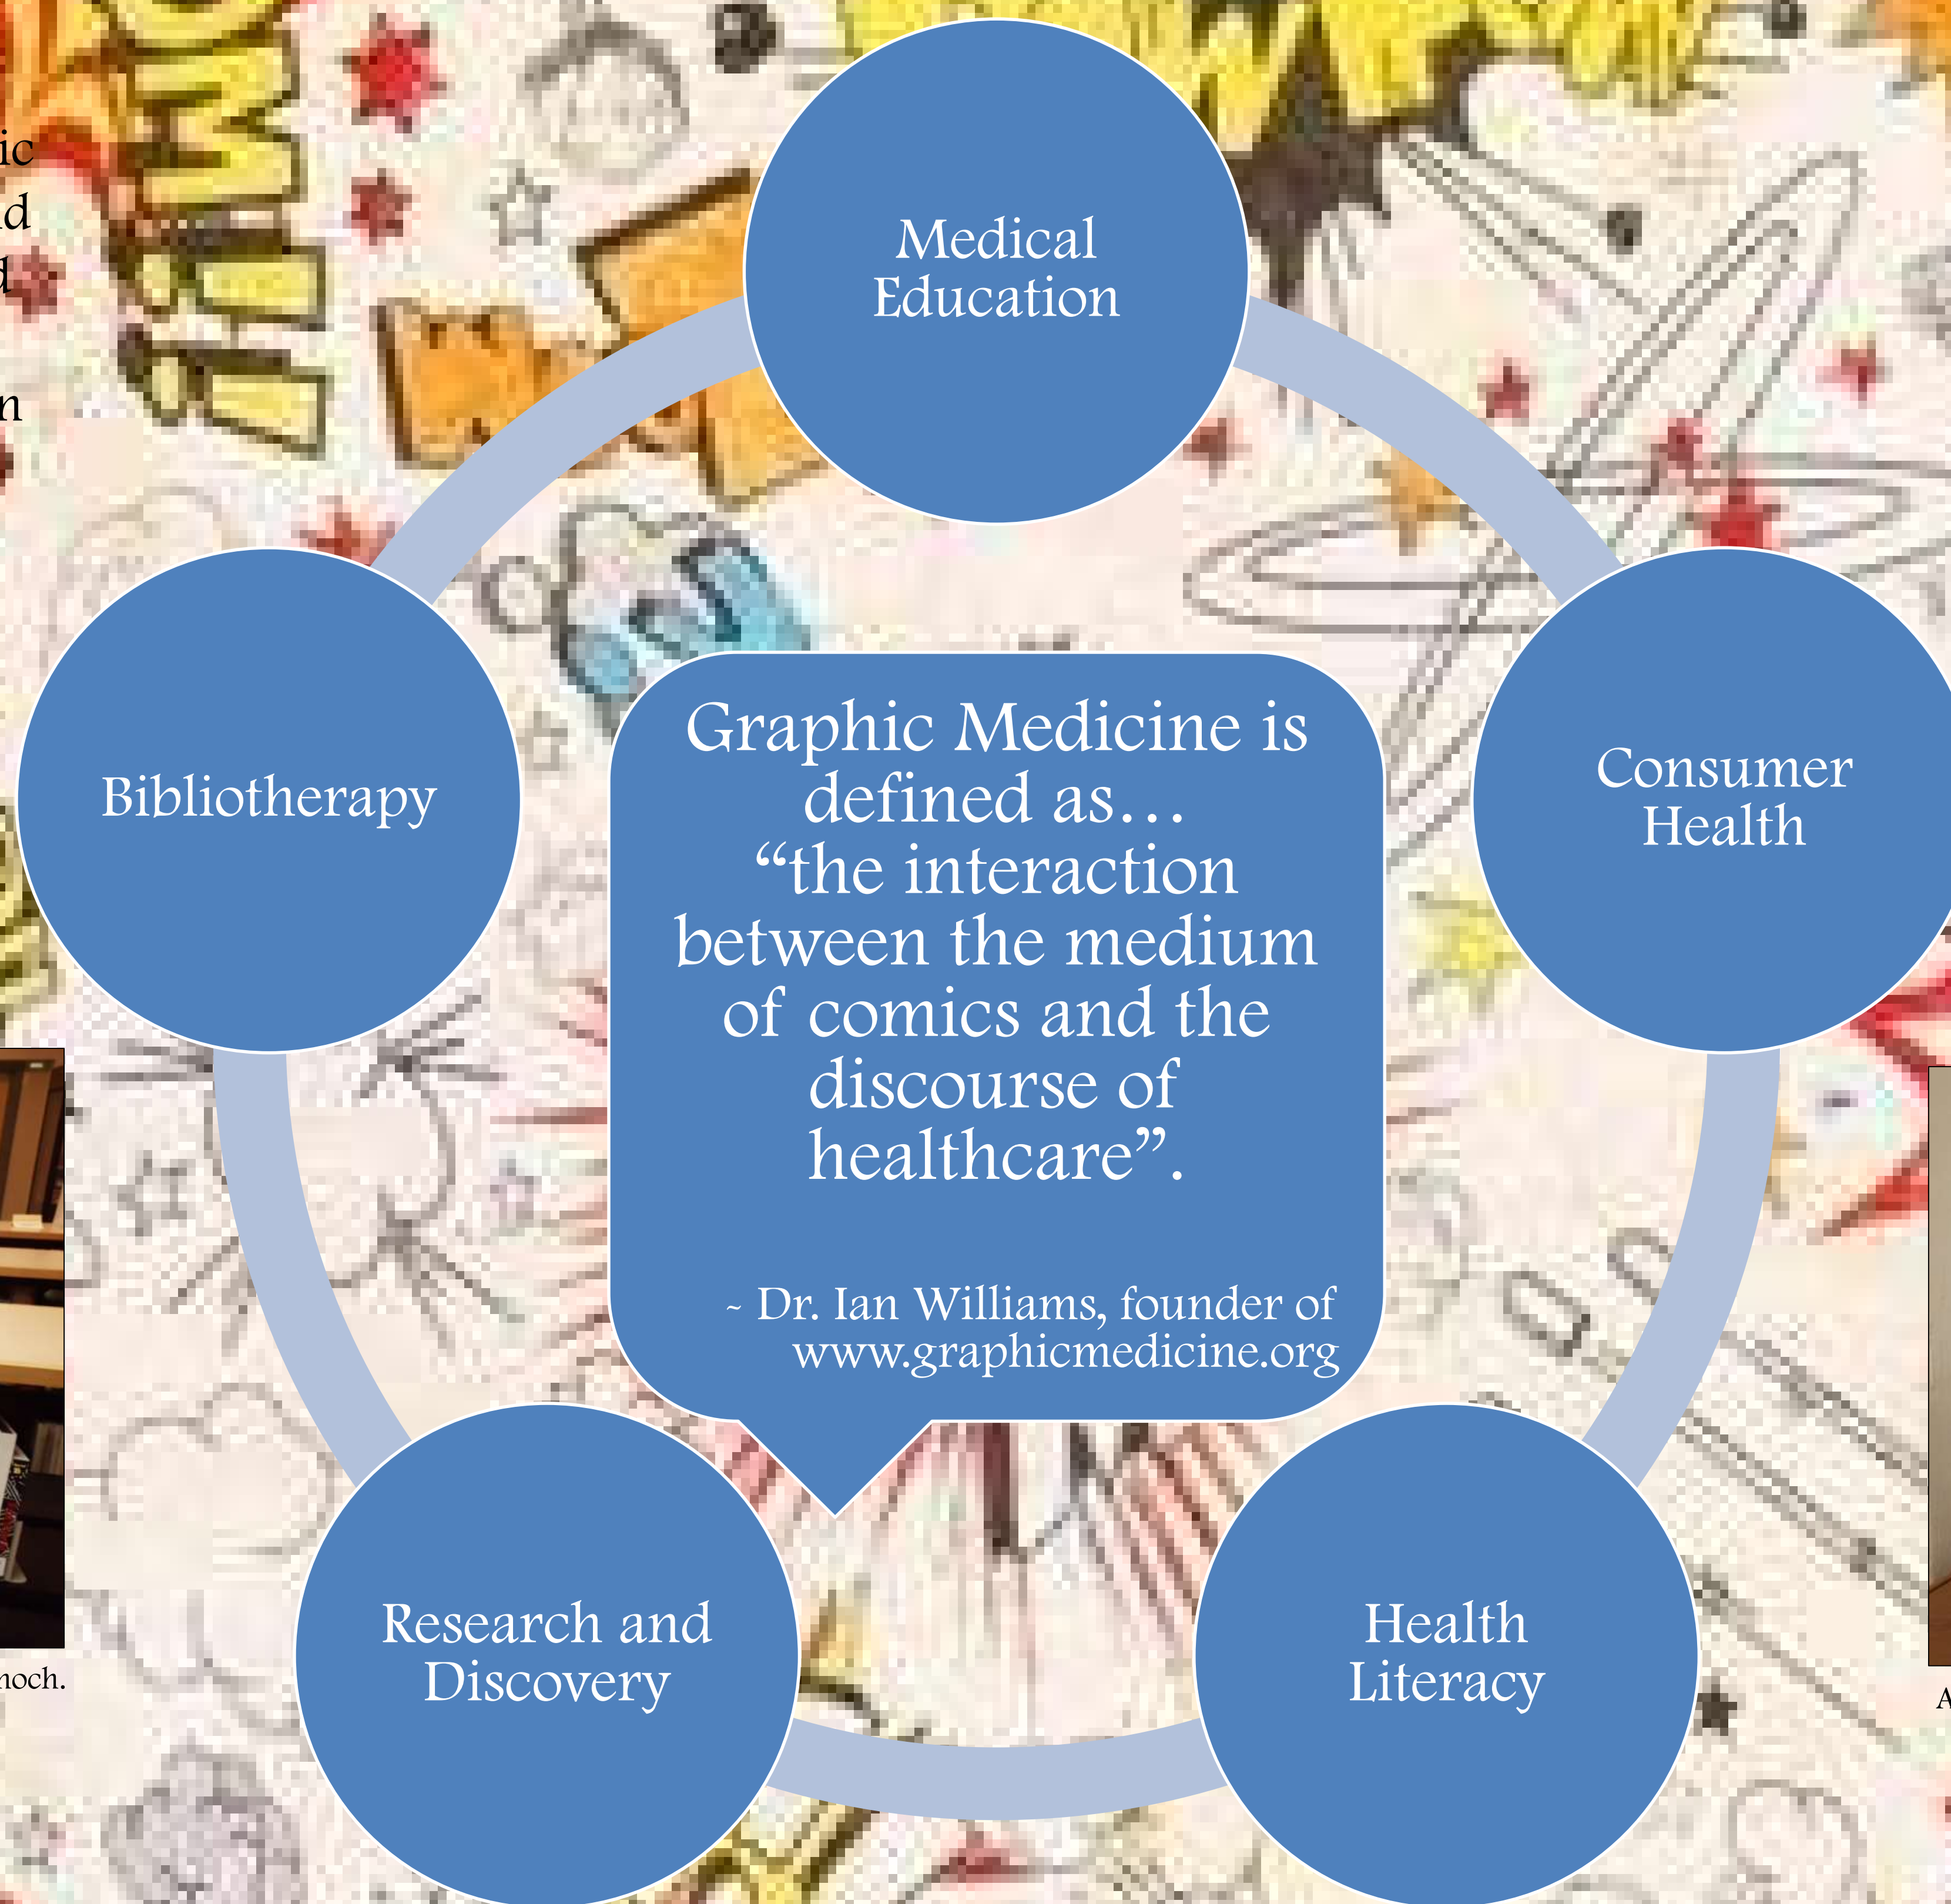 Medical
Education
Bibliotherapy
Consumer
Health
Graphic Medicine is
defined as…
“the interaction
between the medium
of comics and the
discourse of
healthcare”.
~ Dr. Ian Williams, founder of
www.graphicmedicine.org
Research and
Discovery
Health
Literacy